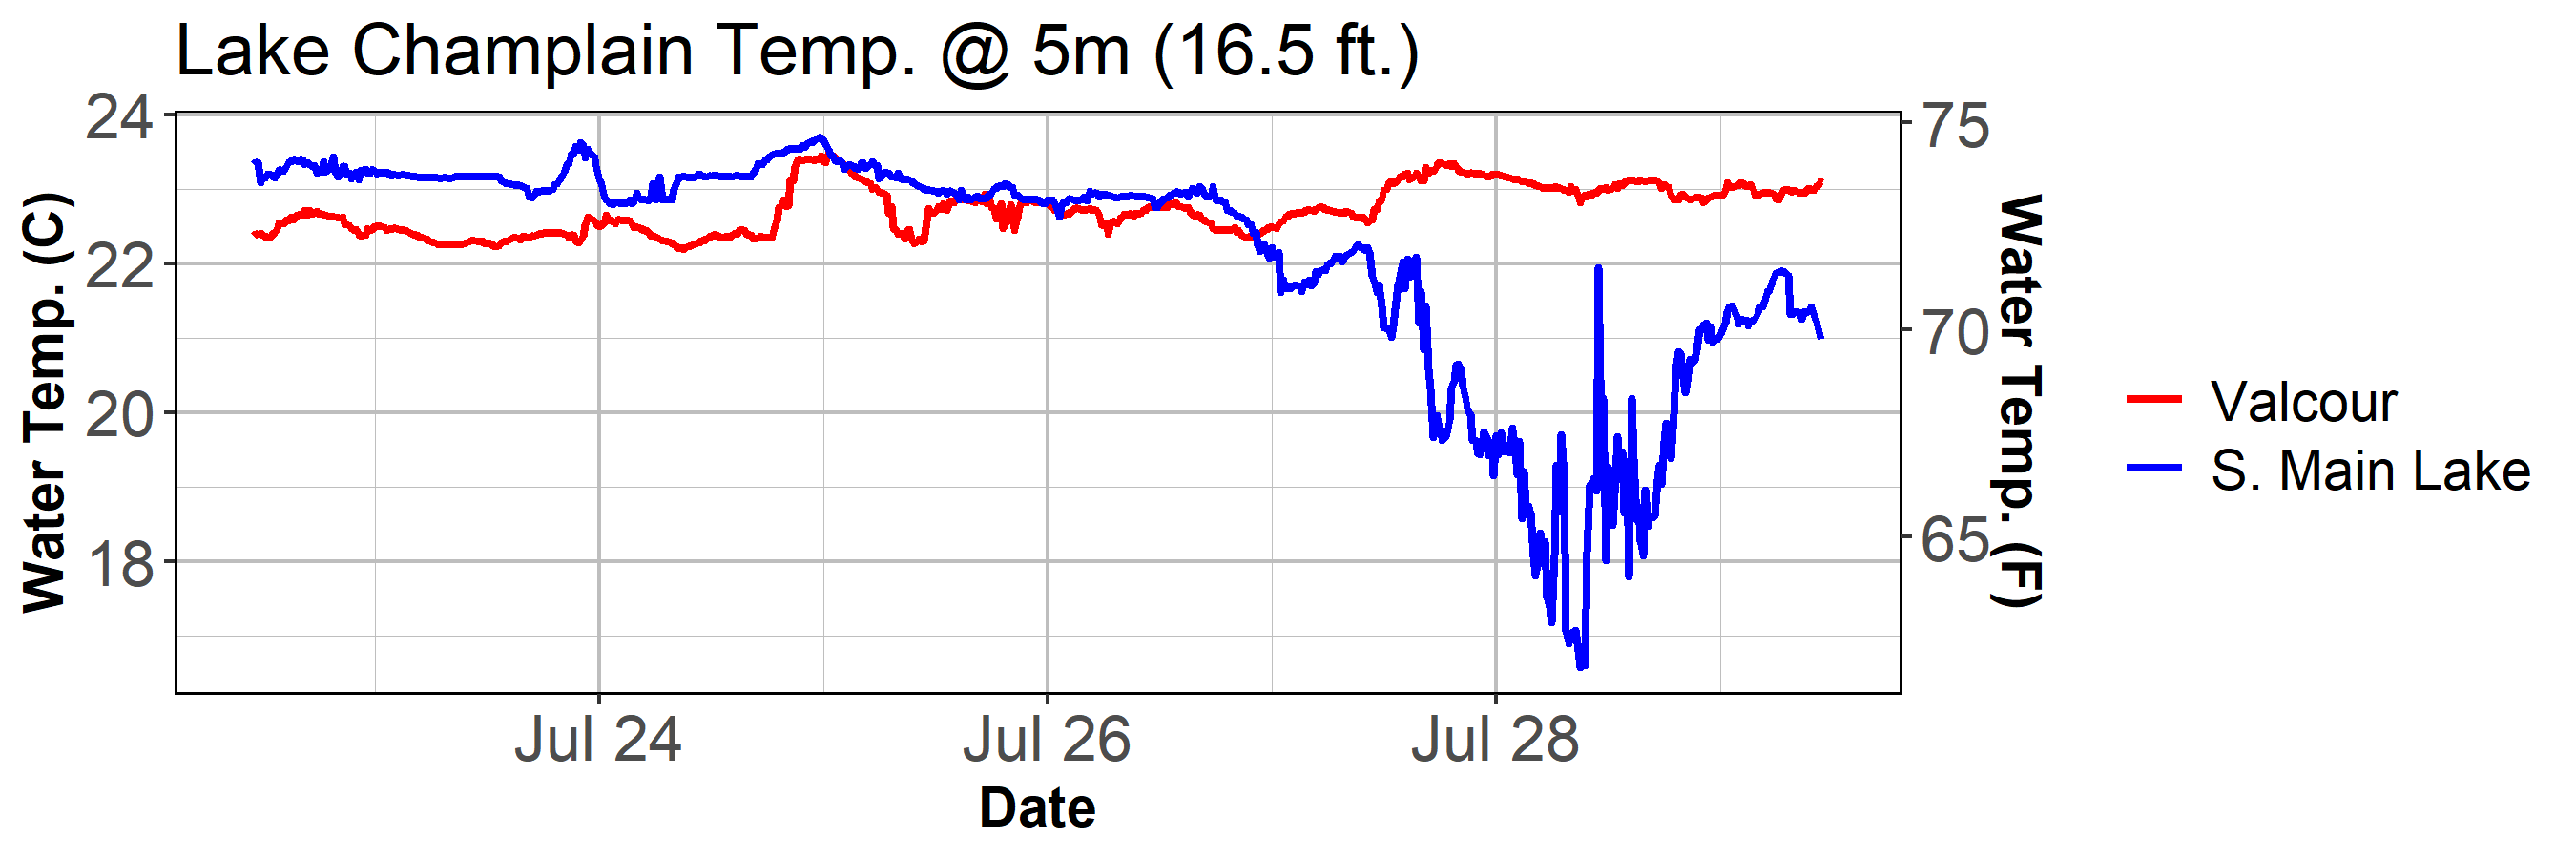 Lake Champlain Temp. @ 5m (16.5 ft.)
Water Temp. (C)
24
22
20
18
75
70
65
Water Temp. (F)
Jul 24
Jul 26
Jul 28
Date
Valcour
S. Main Lake